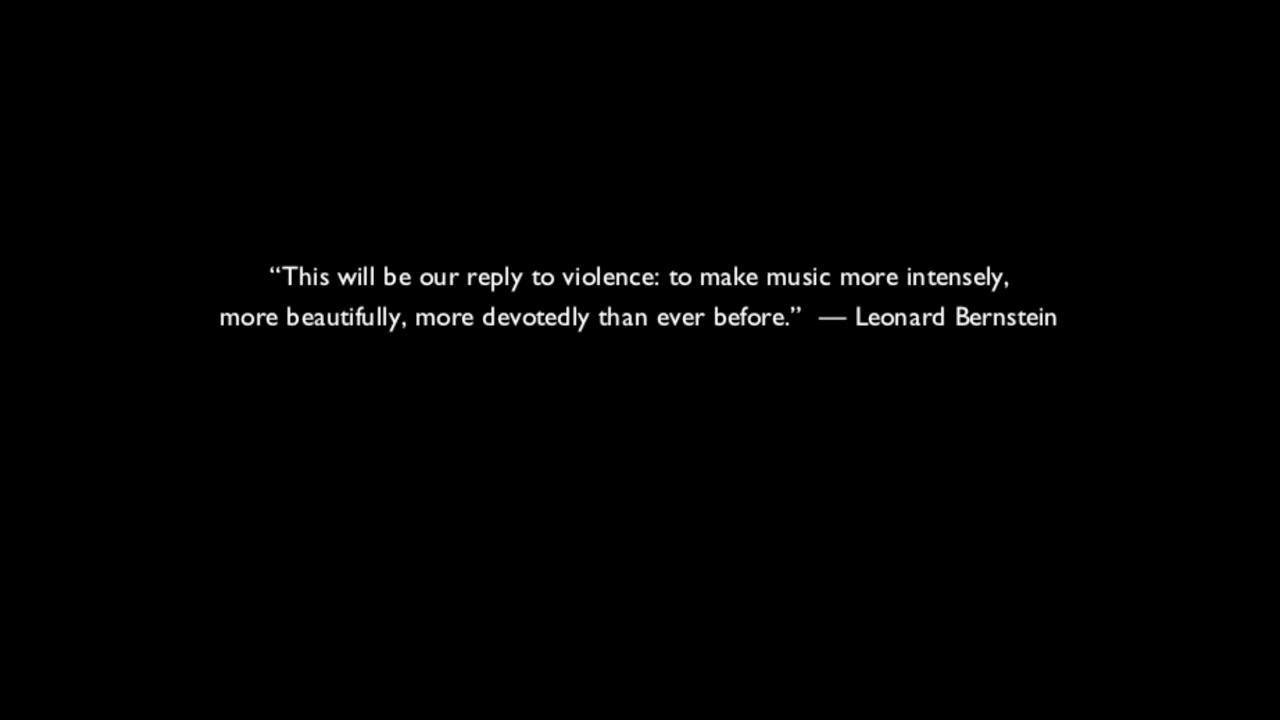 “This will be our reply to violence: to make music more intensely,
more beautifully, more devotedly than ever before.”  — Leonard Bernstein